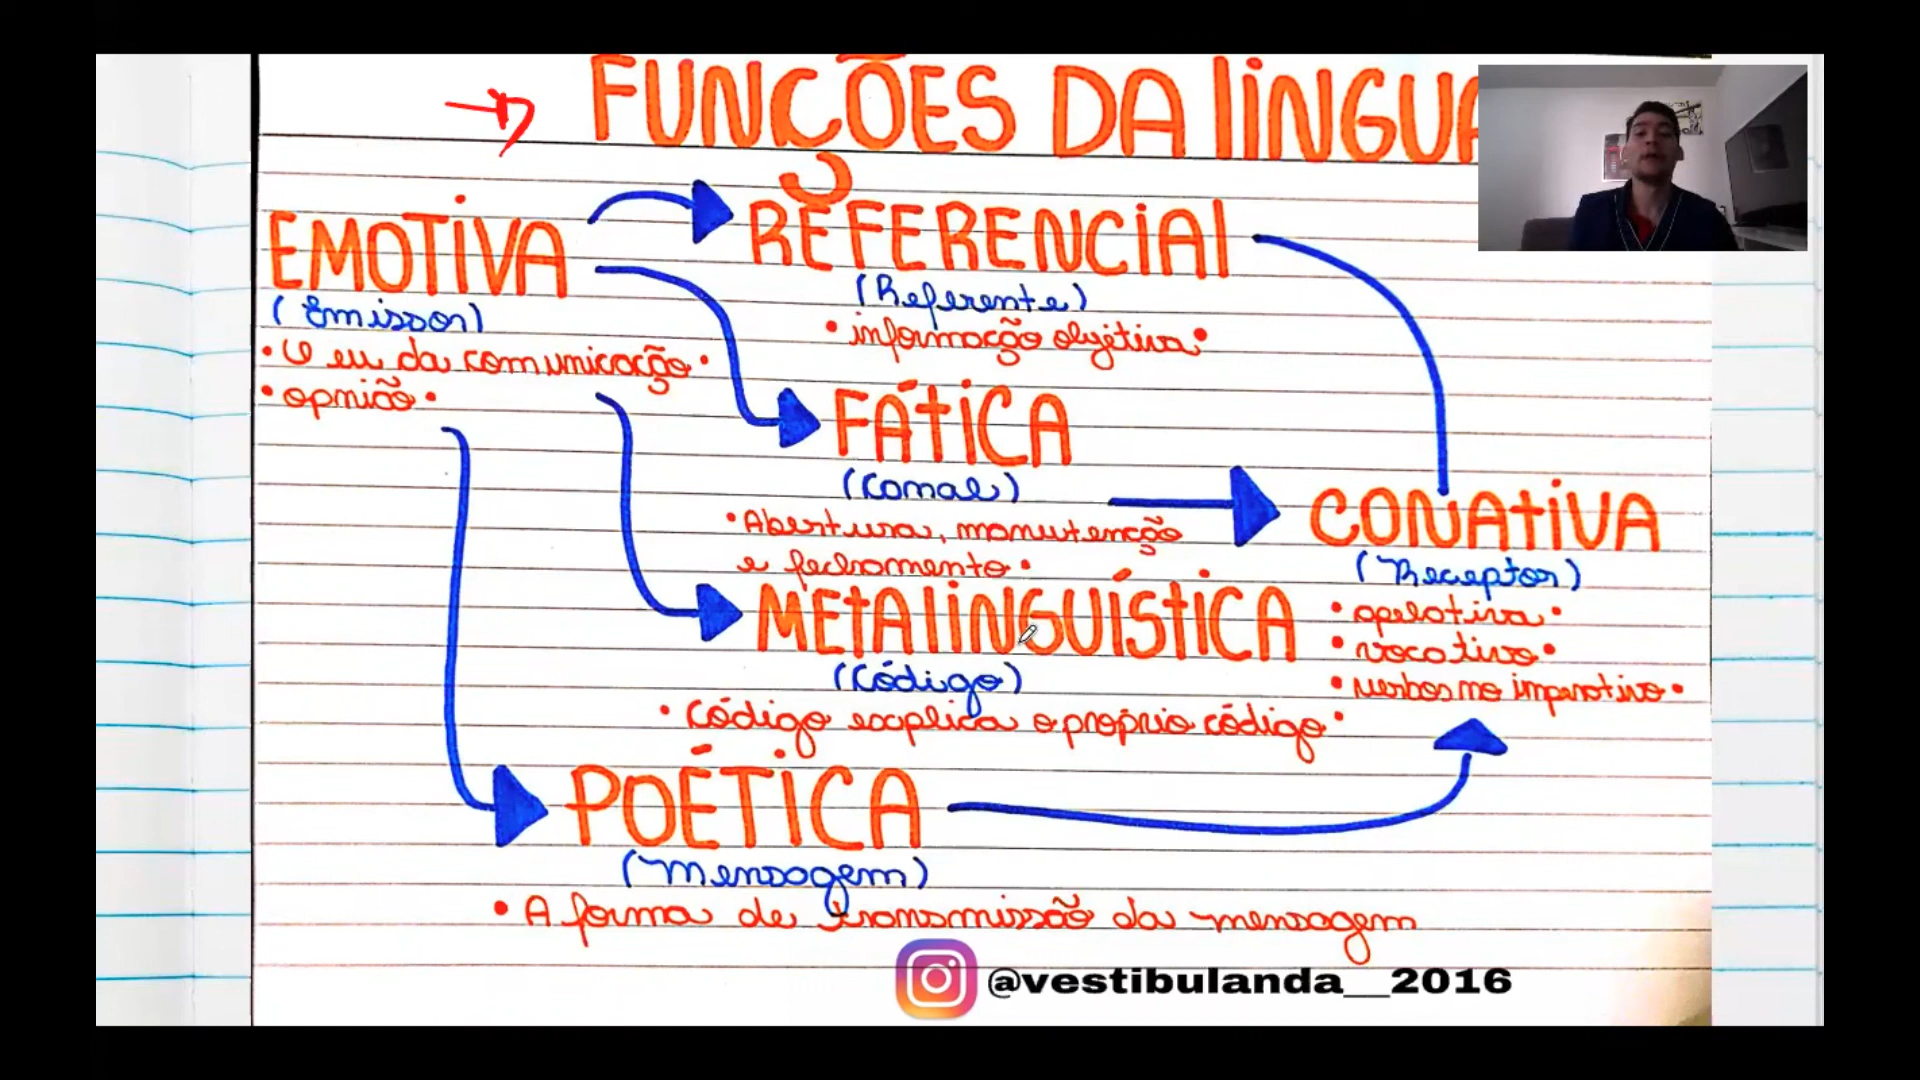 FUNÇÕES DA LINGUA
EMOTIVA
(Emissor)
• O eu da comunicação •
• opnião •
REFERENCIAL
(Referente)
• informação objetiva •
FÁTICA
(Canal)
• Abertura, manutenção
e fechamento •
CONATIVA
(Receptor)
• apelativa •
• vocativo •
• verbos no imperativo •
METALINGUÍSTICA
(Código)
• Código explica o próprio código •
POÉTICA
(Mensagem)
• A forma de transmissão da mensagem
@vestibulanda__2016